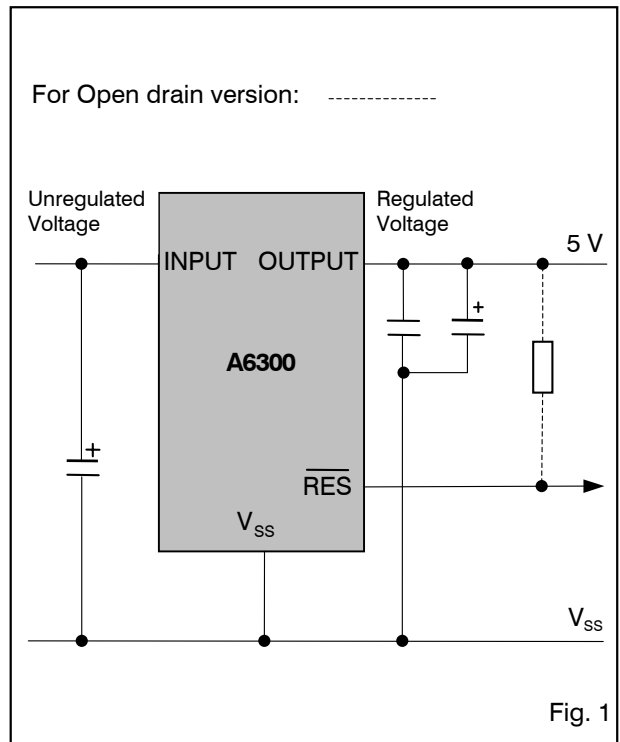 For Open drain version: --------------
Unregulated
Voltage
Regulated
Voltage
5 V
INPUT
OUTPUT
+
A6300
+
RES
VSS
VSS
Fig. 1